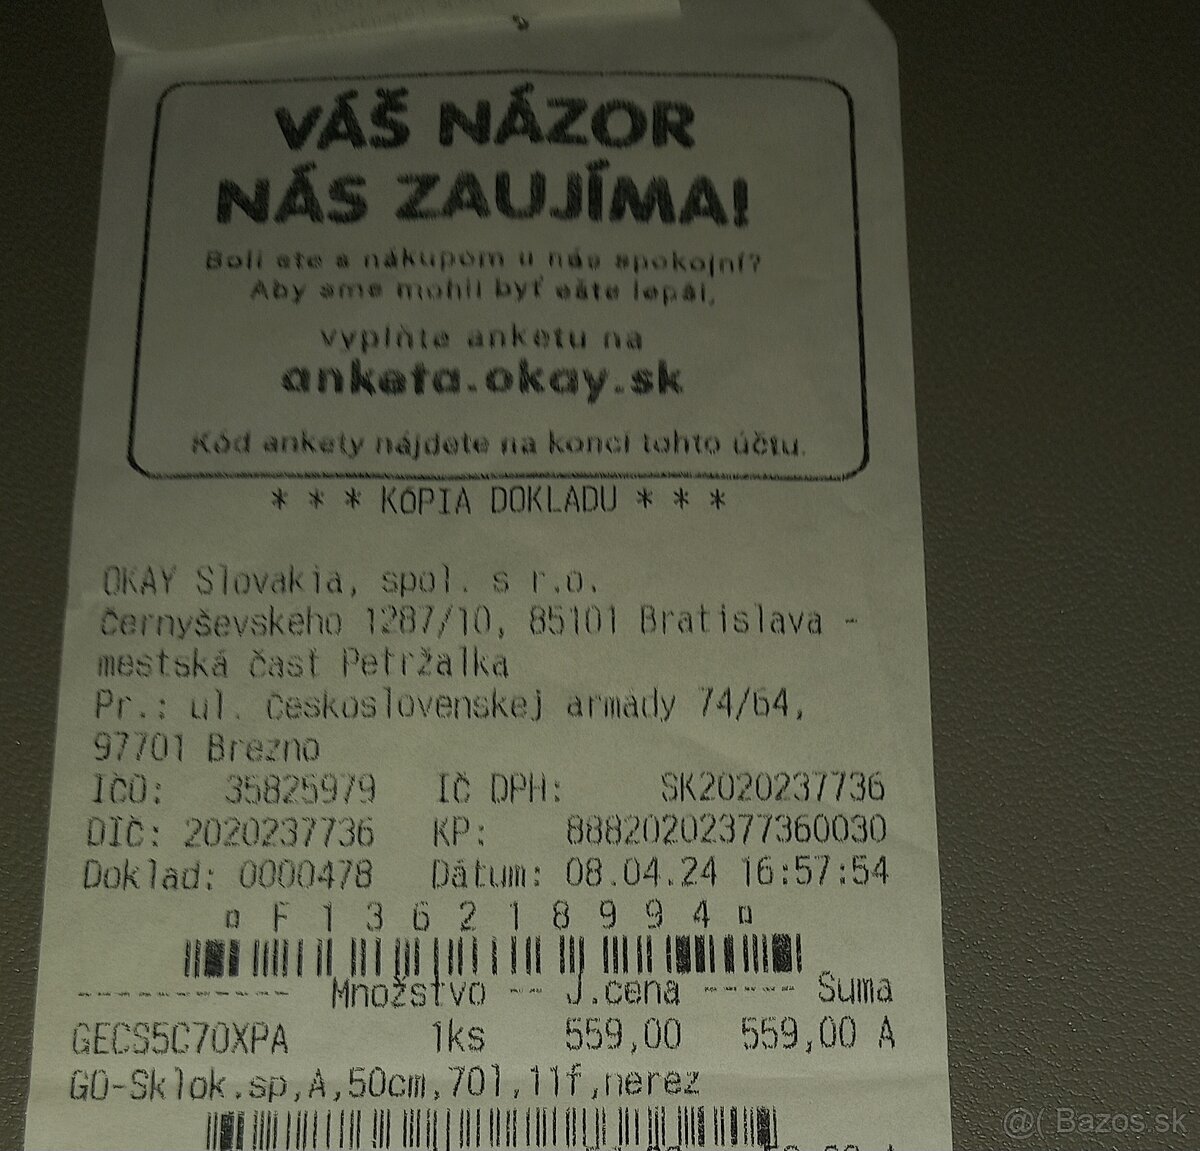 VÁŠ NÁZOR
NÁS ZAUJÍMA!
Boli ste s nákupom u nás spokojní?
Aby sme mohli byť ešte lepší,
vyplňte anketu na
anketa.okay.sk
Kód ankety nájdete na konci tohto účtu.
* * * KÓPIA DOKLADU * * *
OKAY Slovakia, spol. s r.o.
Černyševského 1287/10, 85101 Bratislava -
mestská časť Petržalka
Pr.: ul. Československej armády 74/64,
97701 Brezno
IČO: 35825979 IČ DPH: SK2020237736
DIČ: 2020237736 KP: 88820202377360030
Doklad: 0000478 Dátum: 08.04.24 16:57:54
¤ F 1 3 6 2 1 8 9 9 4 ¤
---------- Množstvo -- J.cena ----- Suma
GECS5C70XPA 1ks 559,00 559,00 A
GO-Sklok.sp,A,50cm,70l,11f,nerez
@( Bazos.sk